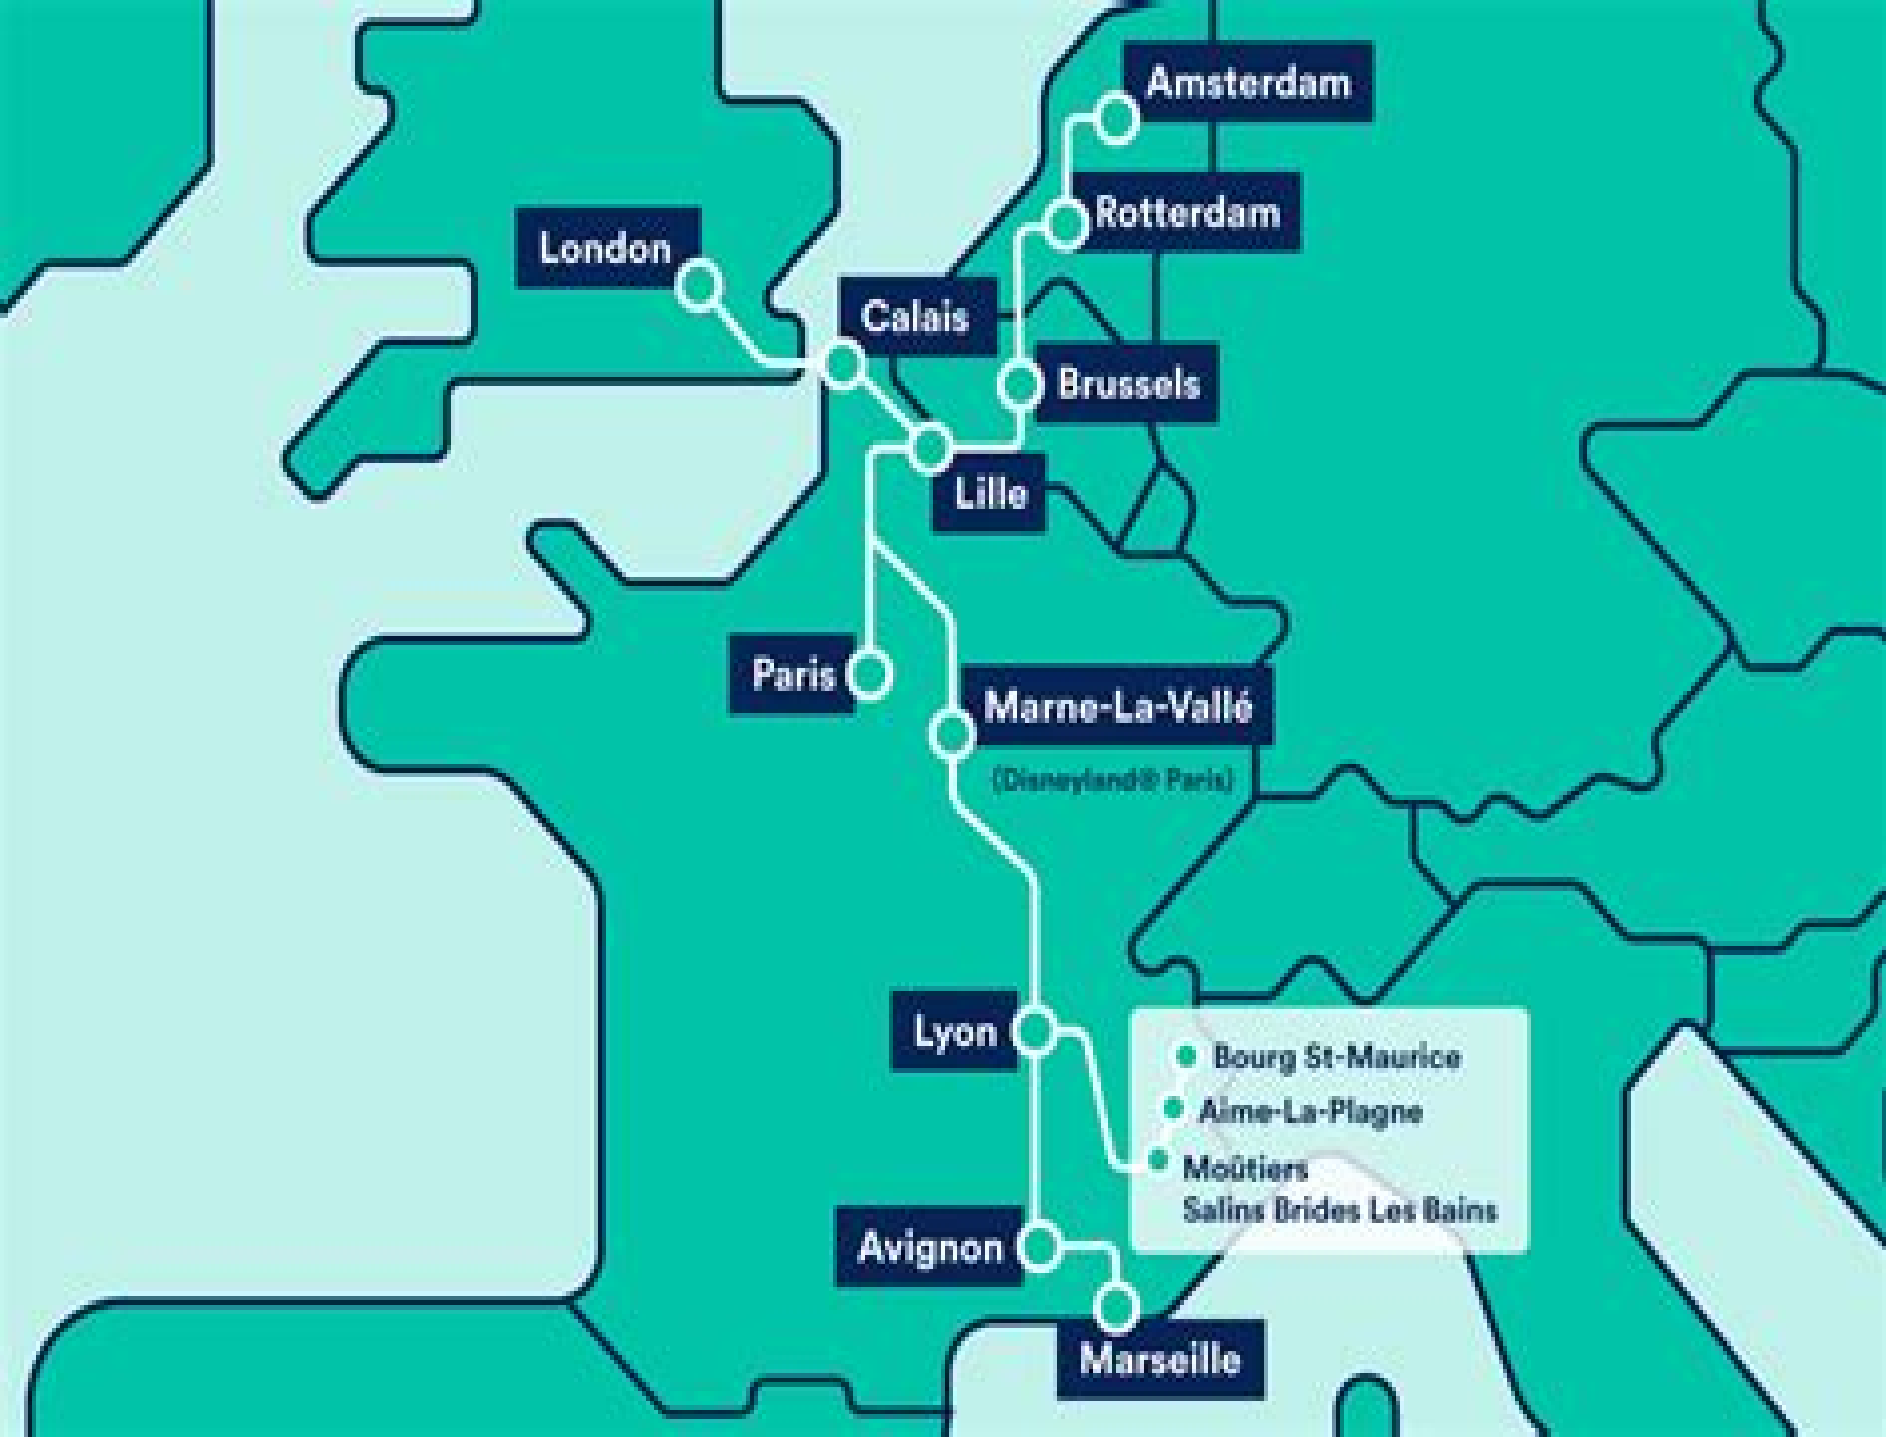 Amsterdam
Rotterdam
London
Calais
Brussels
Lille
Paris
Marne-La-Vallé
(Disneyland® Paris)
Lyon
Bourg St-Maurice
Aime-La-Plagne
Moûtiers
Salins Brides Les Bains
Avignon
Marseille